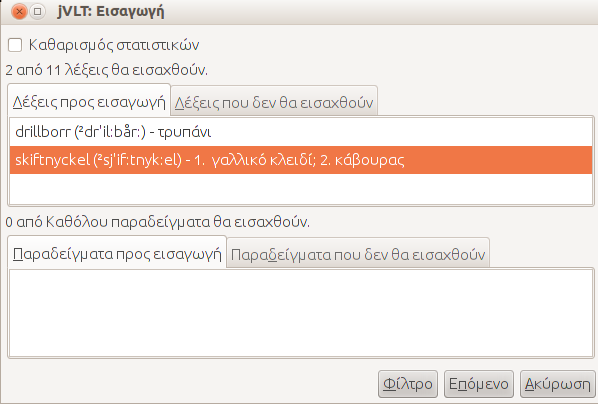 jVLT: Εισαγωγή
Καθαρισμός στατιστικών
2 από 11 λέξεις θα εισαχθούν.
Λέξεις προς εισαγωγή Λέξεις που δεν θα εισαχθούν
drillborr (²dr'il:bår:) - τρυπάνι
skiftnyckel (²sj'if:tnyk:el) - 1. γαλλικό κλειδί; 2. κάβουρας
0 από Καθόλου παραδείγματα θα εισαχθούν.
Παραδείγματα προς εισαγωγή Παραδείγματα που δεν θα εισαχθούν
Φίλτρο Επόμενο Ακύρωση